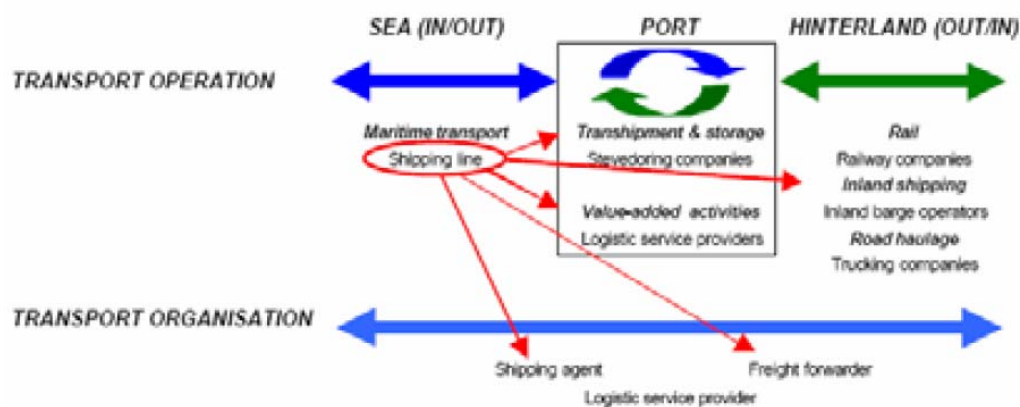 SEA (IN/OUT) PORT HINTERLAND (OUT/IN)
TRANSPORT OPERATION
Maritime transport Transhipment & storage Rail
Shipping line Stevedoring companies Railway companies
Inland shipping
Value-added activities Inland barge operators
Logistic service providers Road haulage
Trucking companies
TRANSPORT ORGANISATION
Shipping agent Freight forwarder
Logistic service provider